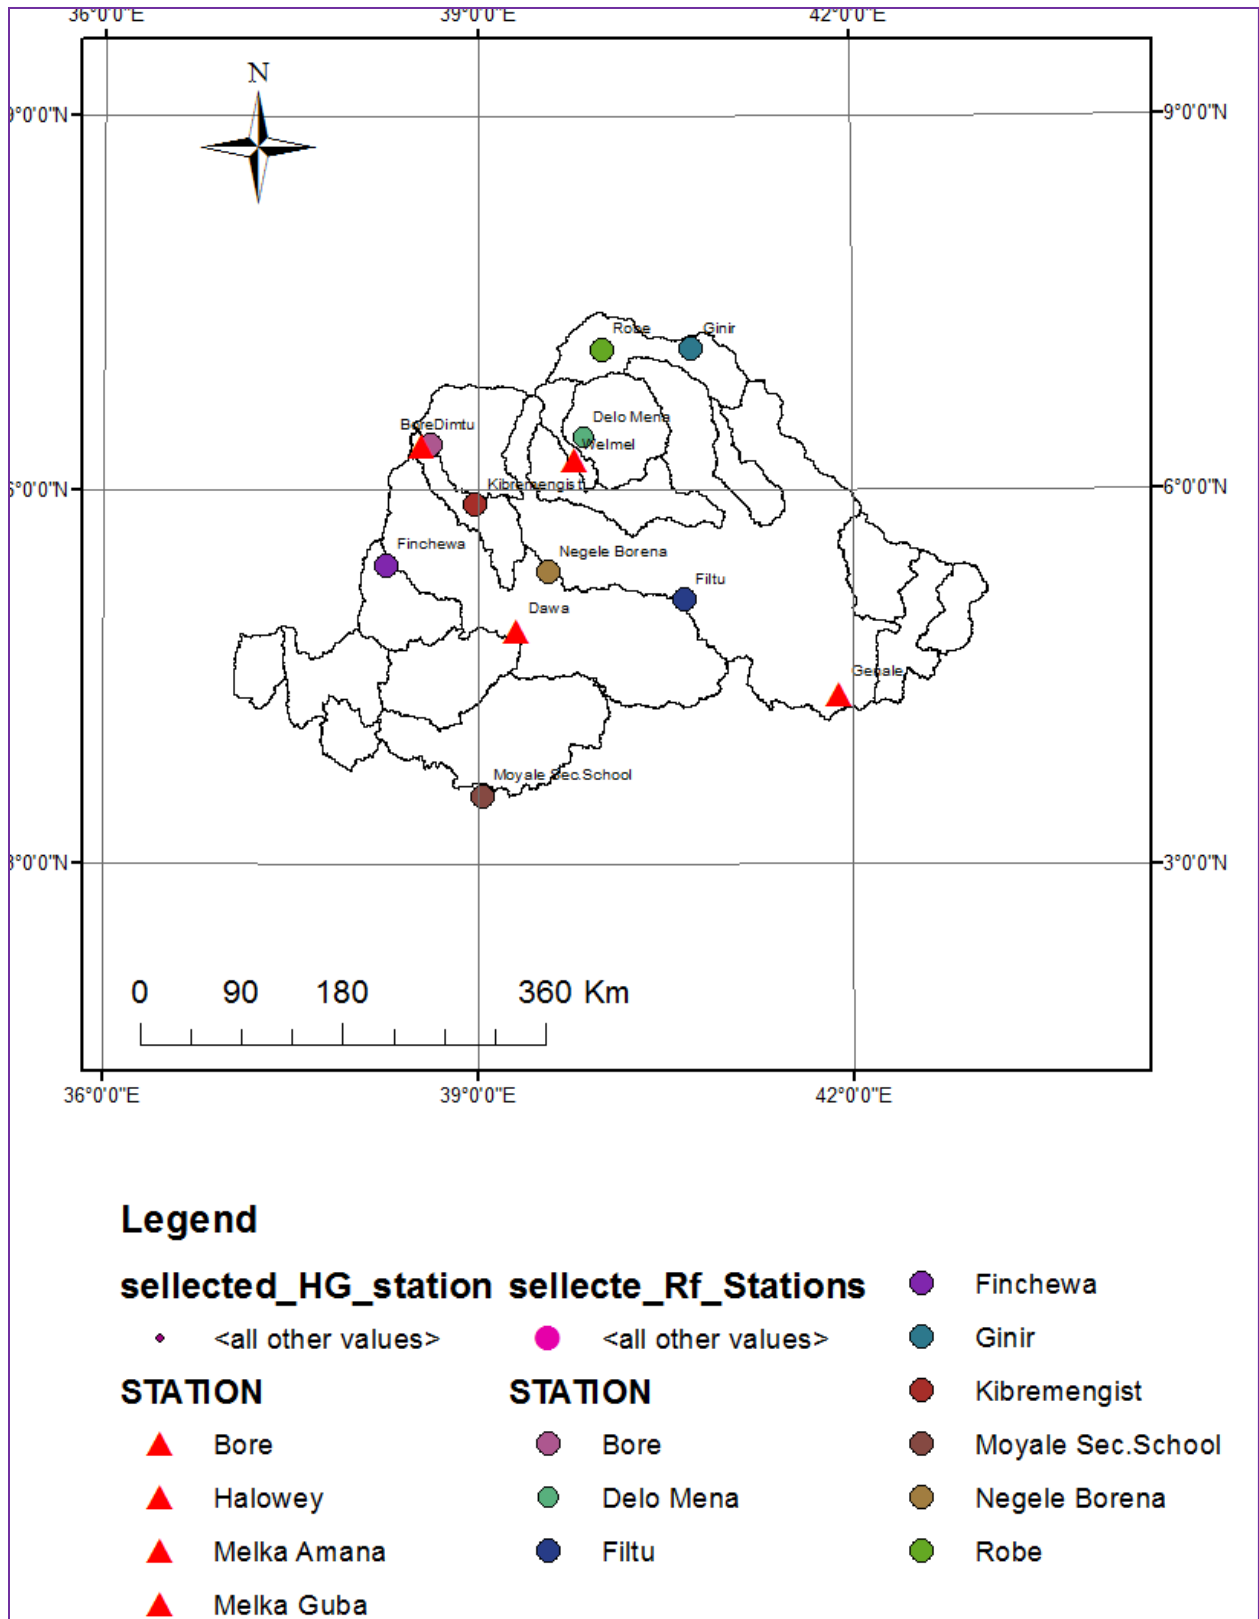 36°0'0"E 39°0'0"E 42°0'0"E
N
9°0'0"N 9°0'0"N
Robe Ginir
Delo Mena
BoreDimtu
Welmel
Kibremengist
6°0'0"N 6°0'0"N
Finchewa
Negele Borena
Filtu
Dawa
Genale
Moyale Sec.School
3°0'0"N 3°0'0"N
0 90 180 360 Km
36°0'0"E 39°0'0"E 42°0'0"E
Legend
sellected_HG_station
<all other values>
STATION
Bore
Halowey
Melka Amana
Melka Guba
sellecte_Rf_Stations
<all other values>
STATION
Bore
Delo Mena
Filtu
Finchewa
Ginir
Kibremengist
Moyale Sec.School
Negele Borena
Robe